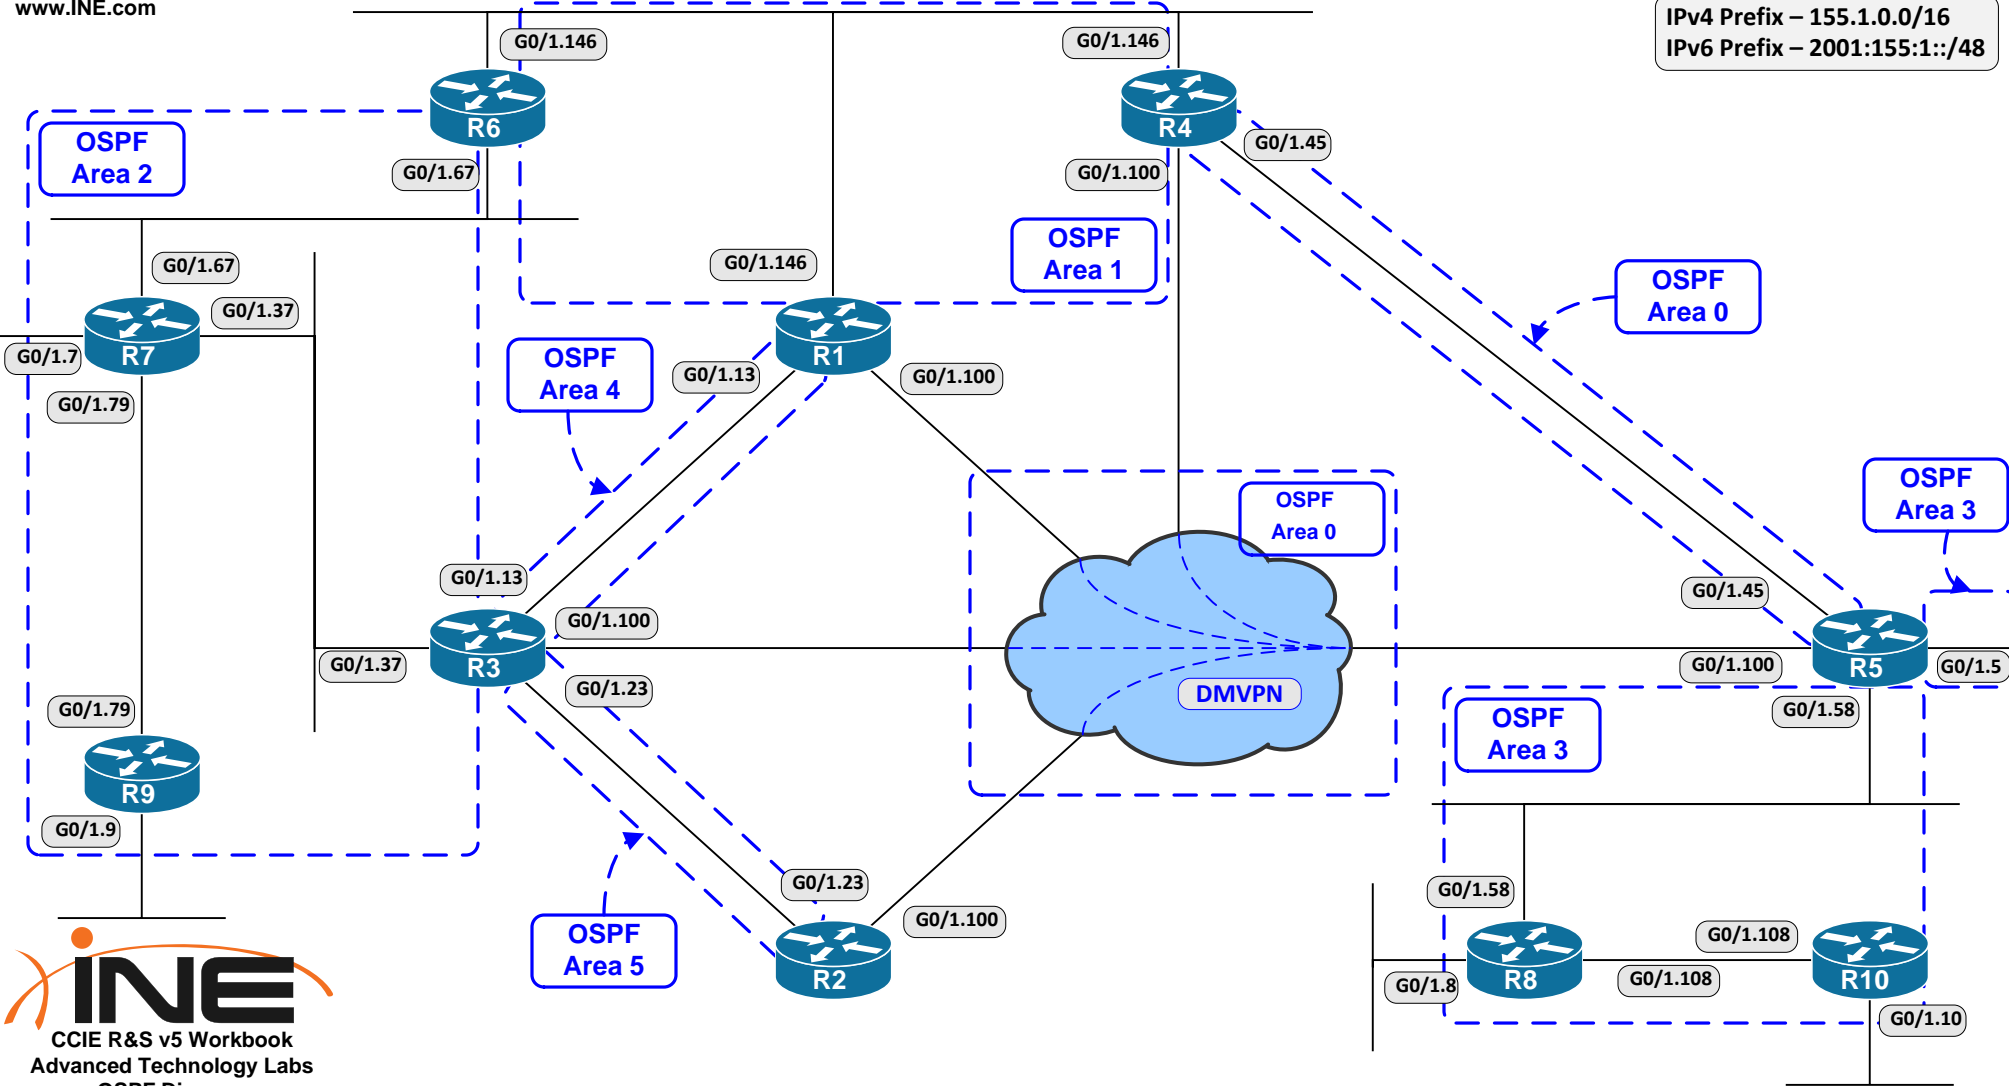 www.INE.com
IPv4 Prefix – 155.1.0.0/16
IPv6 Prefix – 2001:155:1::/48
G0/1.146
G0/1.146
R6
R4
OSPF
Area 2
G0/1.45
G0/1.67
G0/1.100
OSPF
Area 1
G0/1.67
G0/1.146
OSPF
Area 0
G0/1.37
R7
G0/1.7
R1
OSPF
Area 4
G0/1.13
G0/1.100
G0/1.79
OSPF
Area 0
OSPF
Area 3
G0/1.13
G0/1.45
G0/1.100
R3
G0/1.37
G0/1.23
DMVPN
G0/1.100
R5
G0/1.5
G0/1.79
G0/1.58
OSPF
Area 3
R9
G0/1.9
G0/1.23
G0/1.58
G0/1.100
OSPF
Area 5
R2
G0/1.108
R8
R10
G0/1.8
G0/1.108
G0/1.10
INE
CCIE R&S v5 Workbook
Advanced Technology Labs